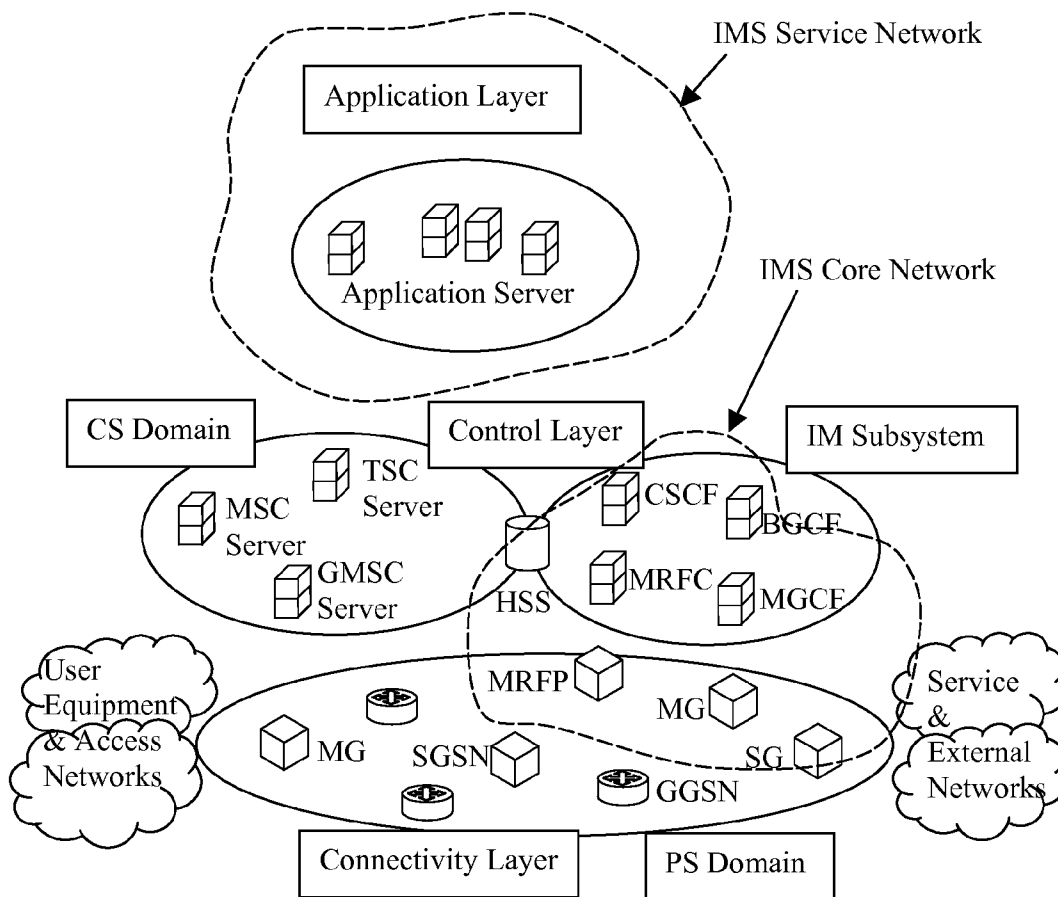 IMS Service Network
Application Layer
Application Server
IMS Core Network
CS Domain
Control Layer
IM Subsystem
TSC
Server
MSC
Server
GMSC
Server
HSS
CSCF
BGCF
MRFC
MGCF
User
Equipment
& Access
Networks
MRFP
MG
MG
SGSN
SG
GGSN
Service
&
External
Networks
Connectivity Layer
PS Domain